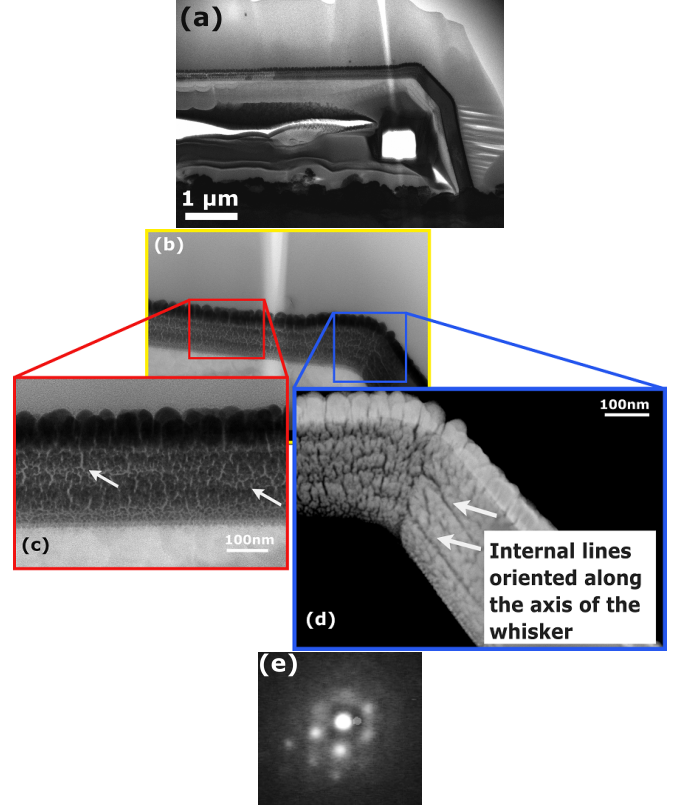 (a)
1 µm
(b)
(c)
100nm
100nm
Internal lines
oriented along
the axis of the
whisker
(d)
(e)